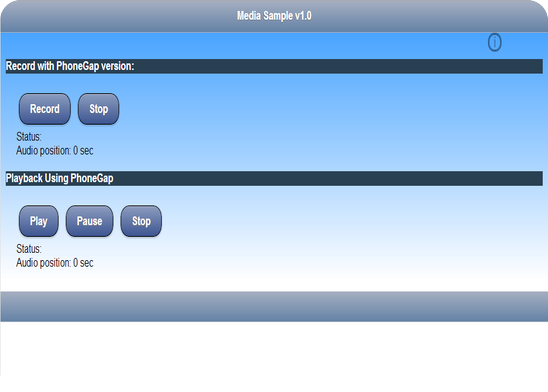 Media Sample v1.0
i
Record with PhoneGap version:
Record Stop
Status:
Audio position: 0 sec
Playback Using PhoneGap
Play Pause Stop
Status:
Audio position: 0 sec